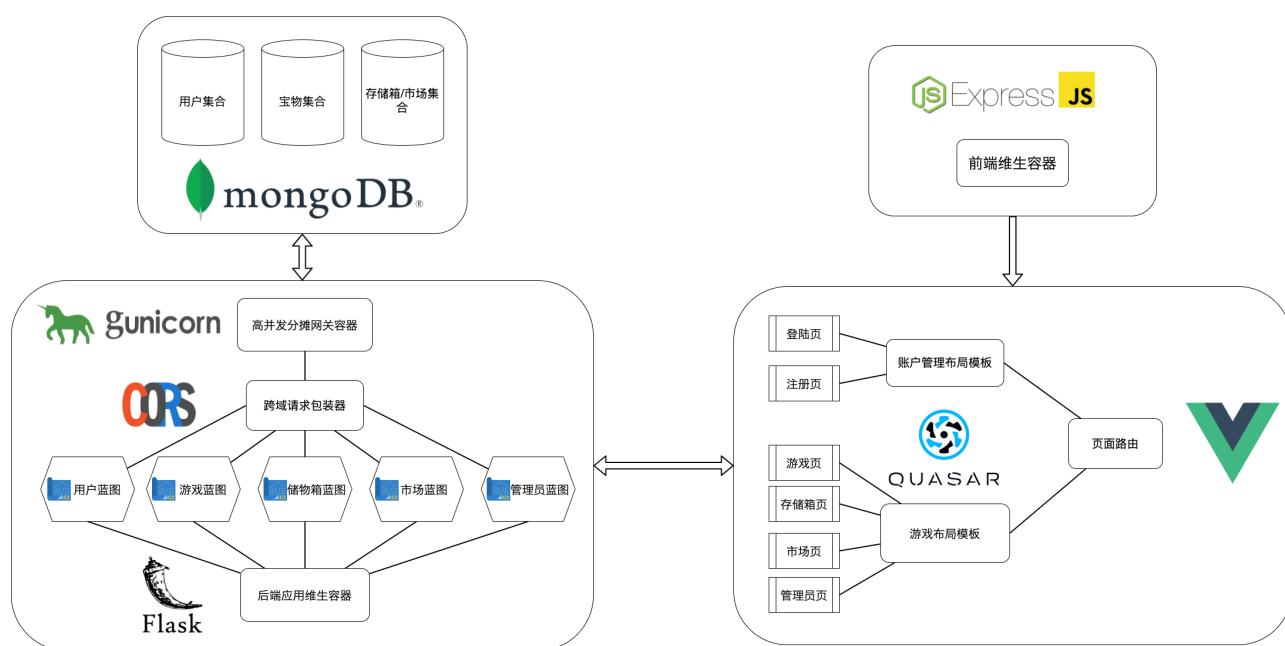 用户集合
宝物集合
存储箱/市场集
合
mongoDB®
JS Express JS
前端维生容器
gunicorn
高并发分摊网关容器
CORS
跨域请求包装器
用户蓝图
游戏蓝图
储物箱蓝图
市场蓝图
管理员蓝图
Flask
后端应用维生容器
登陆页
注册页
账户管理布局模板
QUASAR
页面路由
游戏页
存储箱页
市场页
管理员页
游戏布局模板